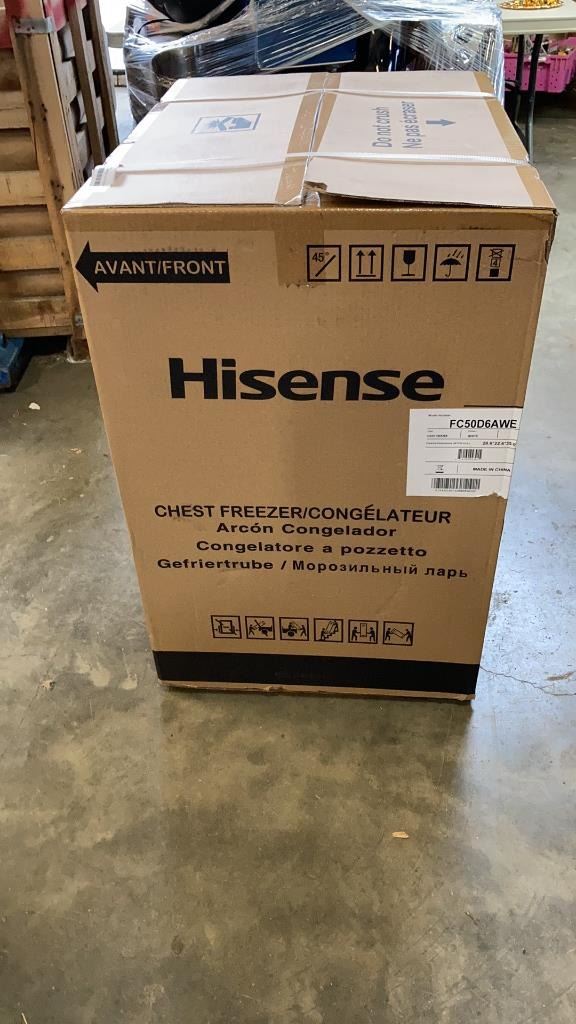 Do not crush
Ne pas écraser
AVANT/FRONT
45°
4
Hisense
FC50D6AWE
MADE IN CHINA
CHEST FREEZER/CONGÉLATEUR
Arcón Congelador
Congelatore a pozzetto
Gefriertrube / Морозильный ларь